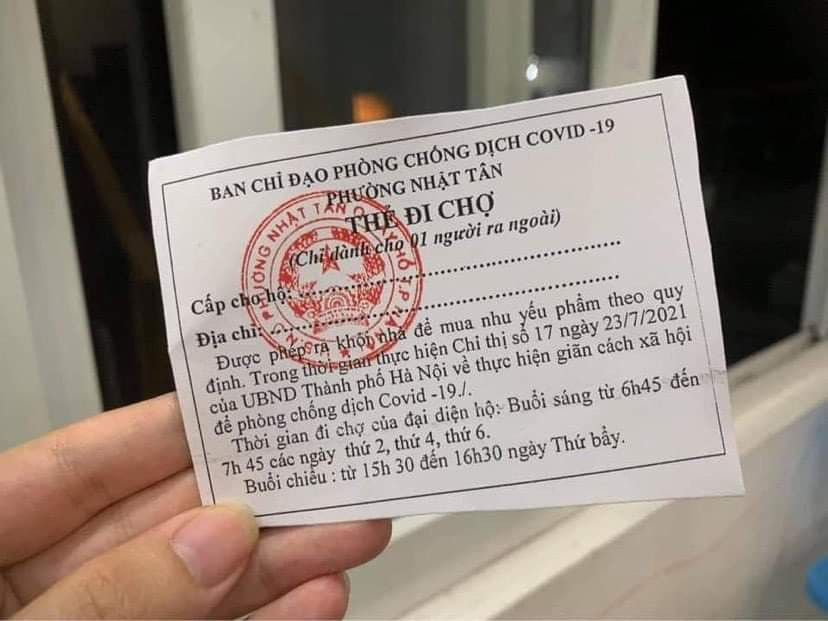 BAN CHỈ ĐẠO PHÒNG CHỐNG DỊCH COVID -19
PHƯỜNG NHẬT TÂN
THẺ ĐI CHỢ
(Chỉ dành cho 01 người ra ngoài)
Cấp cho hộ:
Địa chỉ:
Được phép ra khỏi nhà để mua nhu yếu phẩm theo quy
định. Trong thời gian thực hiện Chỉ thị số 17 ngày 23/7/2021
của UBND Thành phố Hà Nội về thực hiện giãn cách xã hội
để phòng chống dịch Covid -19./.
Thời gian đi chợ của đại diện hộ: Buổi sáng từ 6h45 đến
7h 45 các ngày thứ 2, thứ 4, thứ 6.
Buổi chiều : từ 15h 30 đến 16h30 ngày Thứ bẩy.
PHƯỜNG NHẬT TÂN